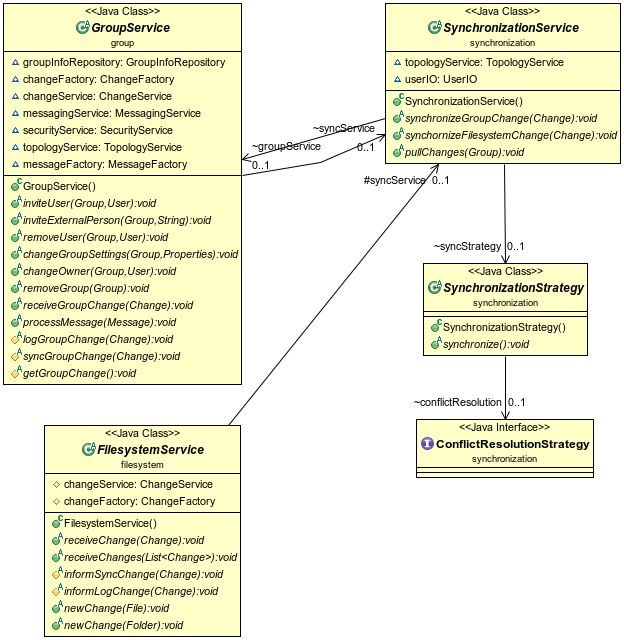 <<Java Class>>
GroupService
group
groupInfoRepository: GroupInfoRepository
changeFactory: ChangeFactory
changeService: ChangeService
messagingService: MessagingService
securityService: SecurityService
topologyService: TopologyService
messageFactory: MessageFactory
GroupService()
inviteUser(Group,User):void
inviteExternalPerson(Group,String):void
removeUser(Group,User):void
changeGroupSettings(Group,Properties):void
changeOwner(Group,User):void
removeGroup(Group):void
receiveGroupChange(Change):void
processMessage(Message):void
logGroupChange(Change):void
syncGroupChange(Change):void
getGroupChange():void
<<Java Class>>
SynchronizationService
synchronization
topologyService: TopologyService
userIO: UserIO
SynchronizationService()
synchronizeGroupChange(Change):void
synchornizeFilesystemChange(Change):void
pullChanges(Group):void
~syncService
0..1
~groupService
0..1
#syncService 0..1
~syncStrategy 0..1
<<Java Class>>
SynchronizationStrategy
synchronization
SynchronizationStrategy()
synchronize():void
~conflictResolution 0..1
<<Java Interface>>
ConflictResolutionStrategy
synchronization
<<Java Class>>
FilesystemService
filesystem
changeService: ChangeService
changeFactory: ChangeFactory
FilesystemService()
receiveChange(Change):void
receiveChanges(List<Change>):void
informSyncChange(Change):void
informLogChange(Change):void
newChange(File):void
newChange(Folder):void